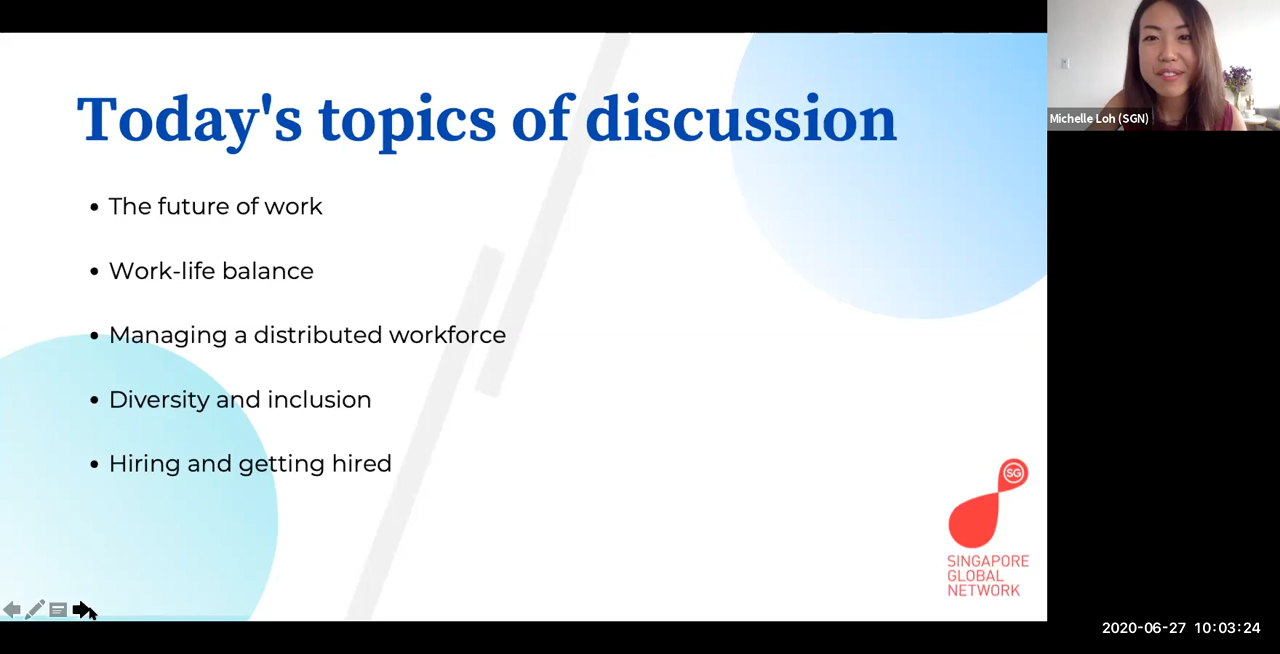 Today's topics of discussion
Michelle Loh (SGN)
• The future of work
• Work-life balance
• Managing a distributed workforce
• Diversity and inclusion
• Hiring and getting hired
SG
SINGAPORE
GLOBAL
NETWORK
2020-06-27 10:03:24